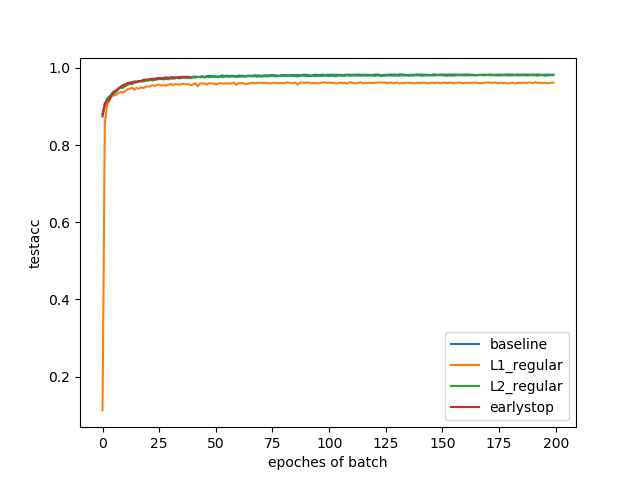 1.0
0.8
0.6
0.4
0.2
testacc
baseline
L1_regular
L2_regular
earlystop
0 25 50 75 100 125 150 175 200
epoches of batch